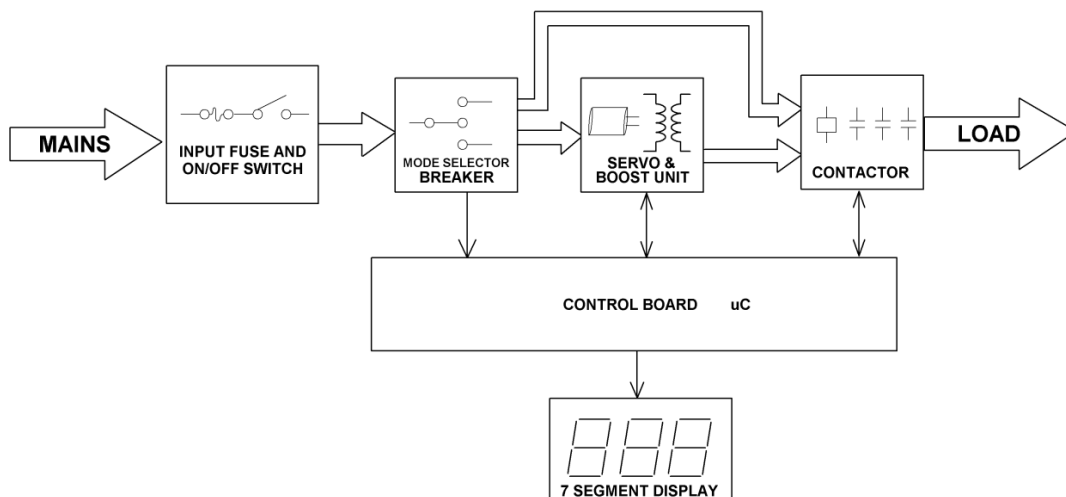 MAINS
INPUT FUSE AND
ON/OFF SWITCH
MODE SELECTOR
BREAKER
SERVO &
BOOST UNIT
CONTACTOR
LOAD
CONTROL BOARD uC
7 SEGMENT DISPLAY